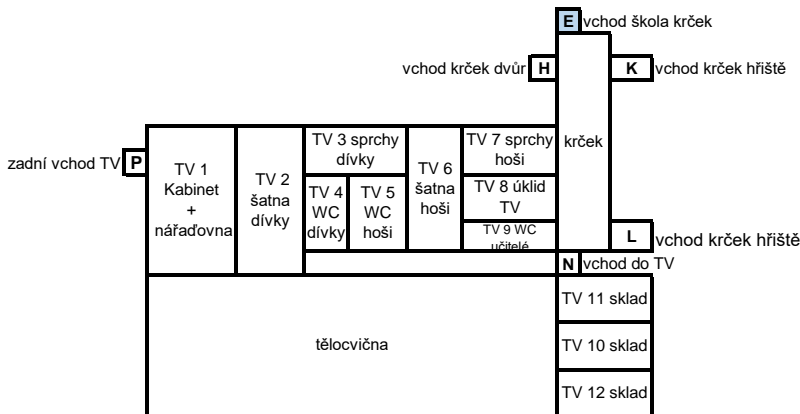 E vchod škola krček
vchod krček dvůr H
K vchod krček hřiště
zadní vchod TV P
TV 1
Kabinet
+
nářaďovna
TV 2
šatna
dívky
TV 3 sprchy
dívky
TV 4
WC
dívky
TV 5
WC
hoši
TV 6
šatna
hoši
TV 7 sprchy
hoši
TV 8 úklid
TV
TV 9 WC
učitelé
krček
L vchod krček hřiště
N vchod do TV
TV 11 sklad
tělocvična
TV 10 sklad
TV 12 sklad